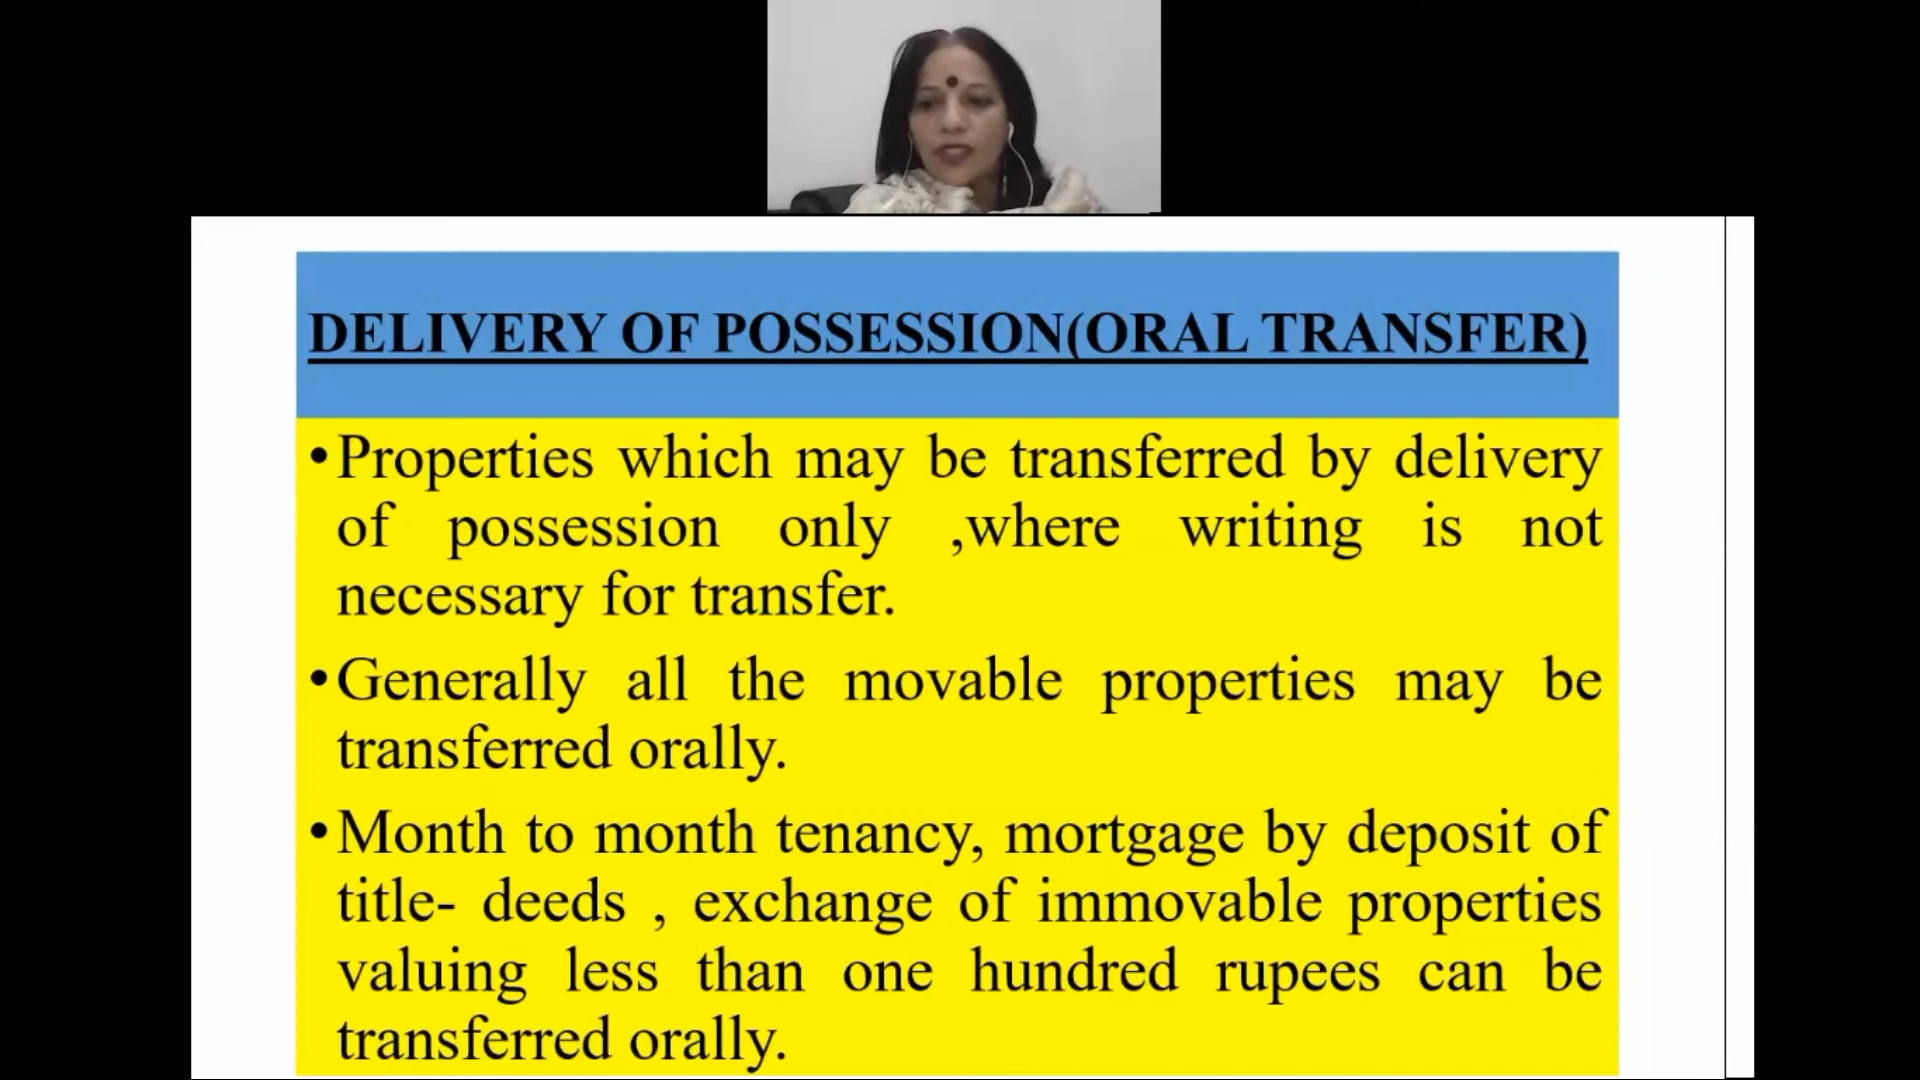 DELIVERY OF POSSESSION(ORAL TRANSFER)
•Properties which may be transferred by delivery
of possession only ,where writing is not
necessary for transfer.
•Generally all the movable properties may be
transferred orally.
•Month to month tenancy, mortgage by deposit of
title- deeds , exchange of immovable properties
valuing less than one hundred rupees can be
transferred orally.